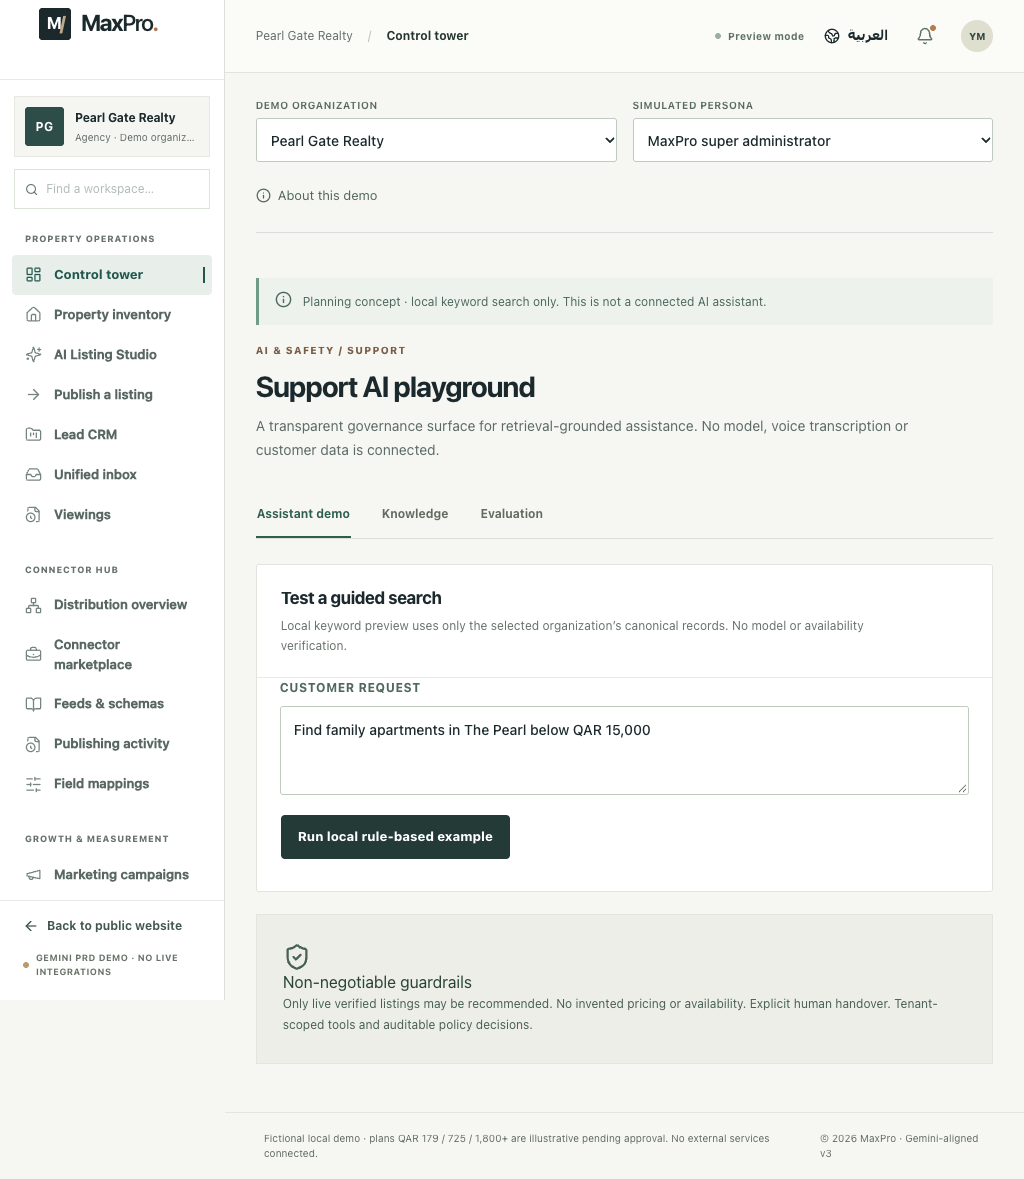 M/ MaxPro.
Pearl Gate Realty / Control tower
Preview mode
العربية
YM
PG
Pearl Gate Realty
Agency · Demo organiz...
Find a workspace...
PROPERTY OPERATIONS
Control tower
Property inventory
AI Listing Studio
Publish a listing
Lead CRM
Unified inbox
Viewings
CONNECTOR HUB
Distribution overview
Connector
marketplace
Feeds & schemas
Publishing activity
Field mappings
GROWTH & MEASUREMENT
Marketing campaigns
Back to public website
GEMINI PRD DEMO · NO LIVE
INTEGRATIONS
DEMO ORGANIZATION
Pearl Gate Realty
SIMULATED PERSONA
MaxPro super administrator
About this demo
Planning concept · local keyword search only. This is not a connected AI assistant.
AI & SAFETY / SUPPORT
Support AI playground
A transparent governance surface for retrieval-grounded assistance. No model, voice transcription or
customer data is connected.
Assistant demo
Knowledge
Evaluation
Test a guided search
Local keyword preview uses only the selected organization’s canonical records. No model or availability
verification.
CUSTOMER REQUEST
Find family apartments in The Pearl below QAR 15,000
Run local rule-based example
Non-negotiable guardrails
Only live verified listings may be recommended. No invented pricing or availability. Explicit human handover. Tenant-
scoped tools and auditable policy decisions.
Fictional local demo · plans QAR 179 / 725 / 1,800+ are illustrative pending approval. No external services
connected.
© 2026 MaxPro · Gemini-aligned
v3